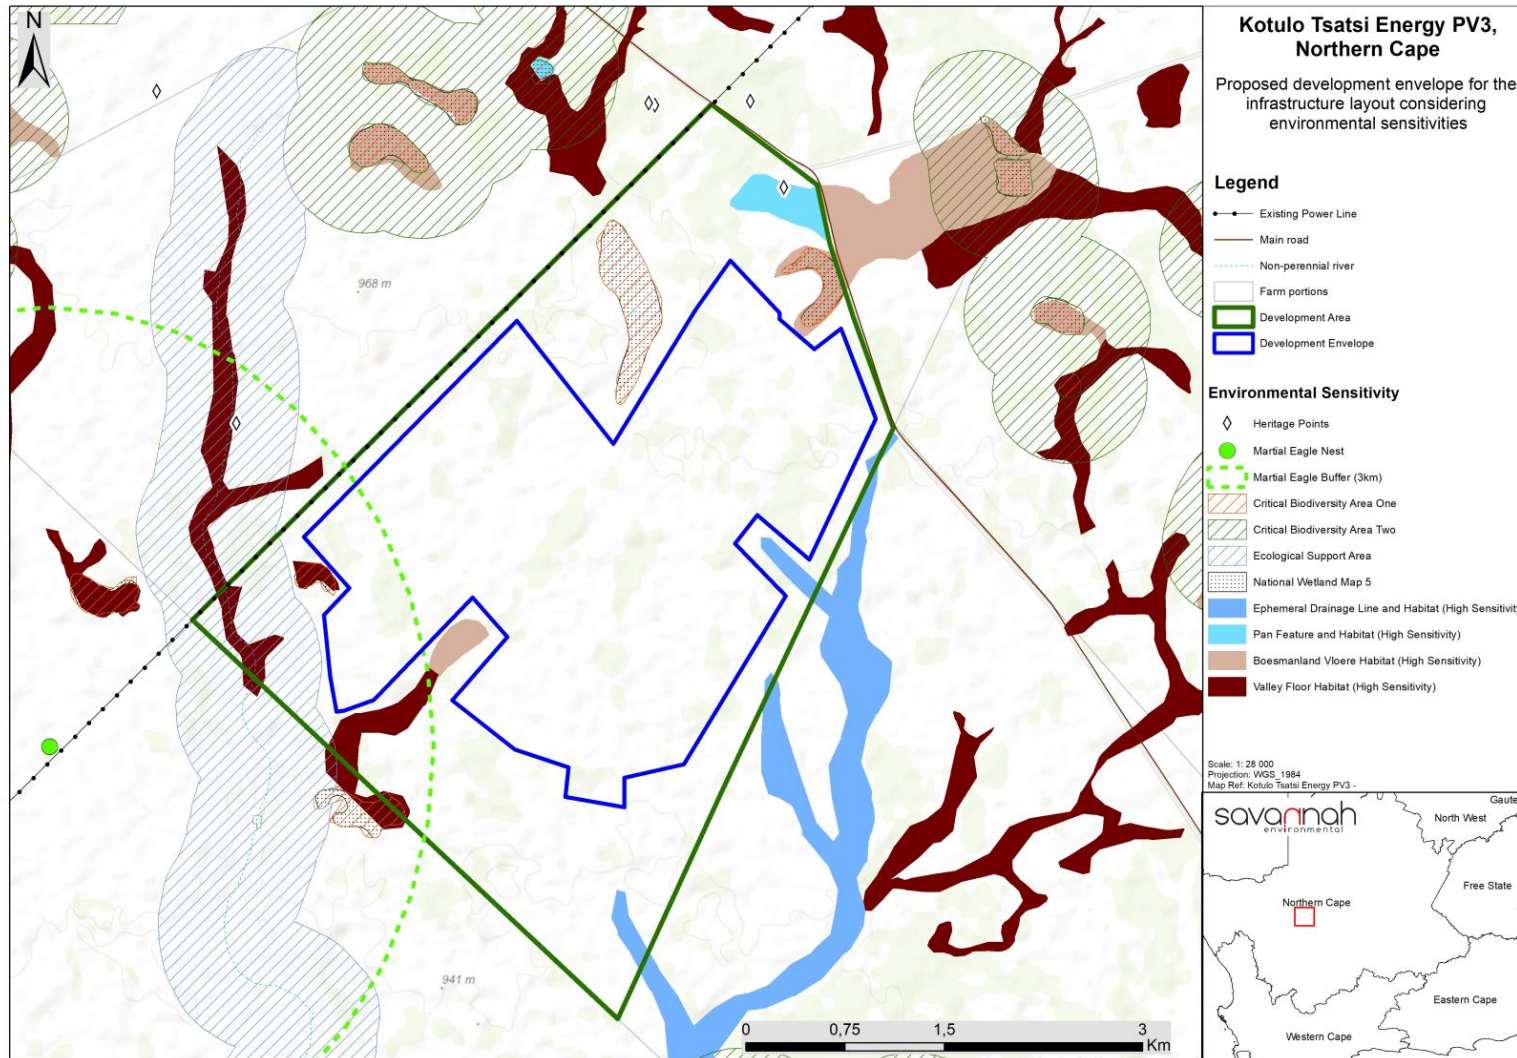 N
968 m
941 m
0 0,75 1,5 3
Km
Kotulo Tsatsi Energy PV3,
Northern Cape
Proposed development envelope for the
infrastructure layout considering
environmental sensitivities
Legend
Existing Power Line
Main road
Non-perennial river
Farm portions
Development Area
Development Envelope
Environmental Sensitivity
Heritage Points
Martial Eagle Nest
Martial Eagle Buffer (3km)
Critical Biodiversity Area One
Critical Biodiversity Area Two
Ecological Support Area
National Wetland Map 5
Ephemeral Drainage Line and Habitat (High Sensitivity
Pan Feature and Habitat (High Sensitivity)
Boesmanland Vloere Habitat (High Sensitivity)
Valley Floor Habitat (High Sensitivity)
Scale: 1: 28 000
Projection: WGS_1984
Map Ref: Kotulo Tsatsi Energy PV3 -
savannah
environmental
Gaute
North West
Free State
Northern Cape
Eastern Cape
Western Cape